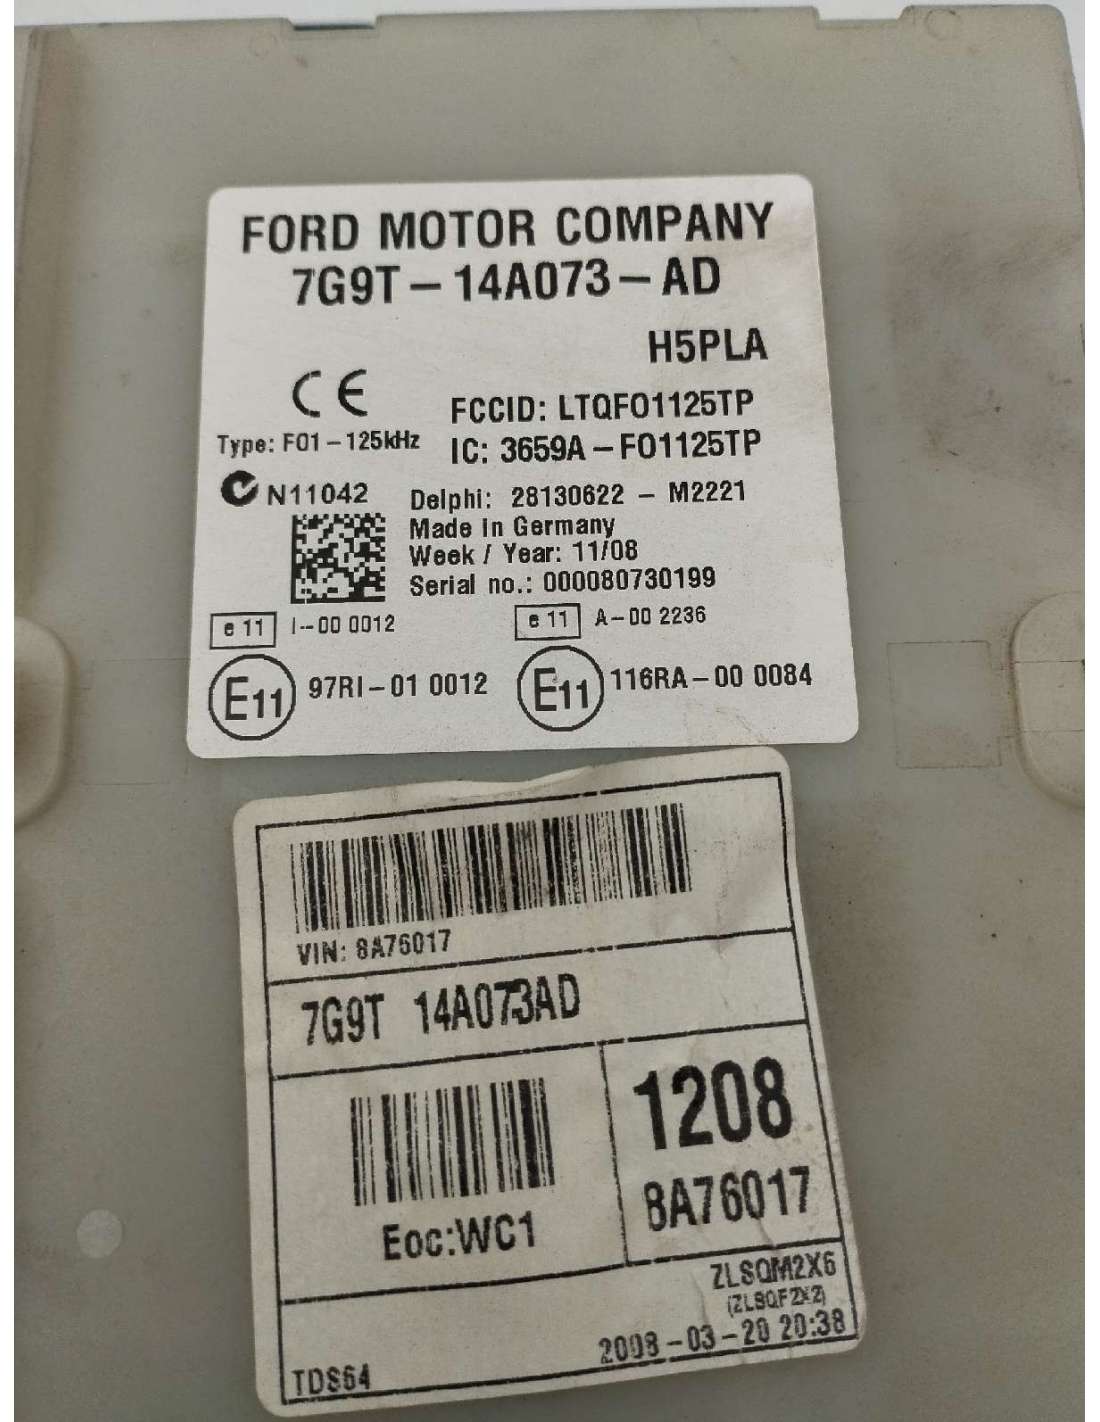 FORD MOTOR COMPANY
7G9T-14A073-AD
H5PLA
CE
FCCID: LTQFO1125TP
Type: FO1-125kHz
IC: 3659A-FO1125TP
N11042
Delphi: 28130622 - M2221
Made in Germany
Week / Year: 11/08
Serial no.: 000080730199
e 11 I--00 0012
e 11 A-00 2236
E11 97RI-01 0012
E11 116RA-00 0084
VIN: 8A76017
7G9T 14A073AD
1208
8A76017
Eoc:WC1
ZLSQM2X6
(ZLSQF2X2)
2008-03-20 20:38
TDS64